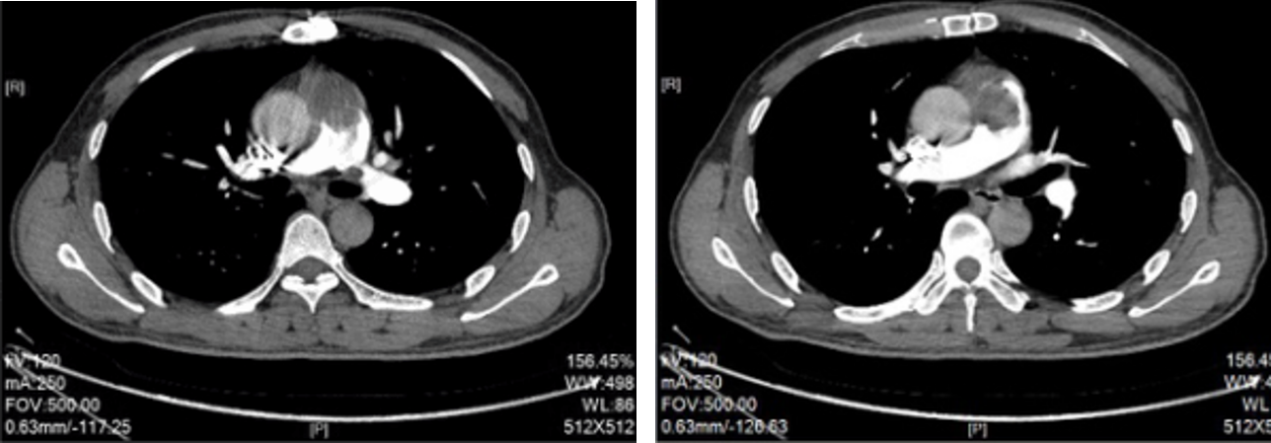 [R]
kV:120
mA:250
FOV:500.00
0.63mm/-117.25
[P]
156.45%
WW:498
WL:86
512X512
[R]
kV:120
mA:250
FOV:500.00
0.63mm/-126.63
[P]